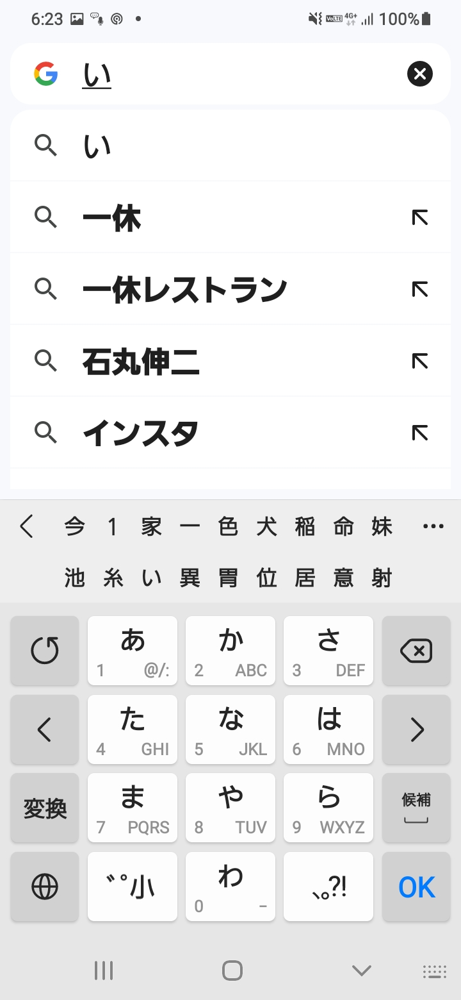 6:23 VoLTE 4G+ 100%
い
い
一休
一休レストラン
石丸伸二
インスタ
今 1 家 一 色 犬 稲 命 妹 …
池 糸 い 異 胃 位 居 意 射
あ か さ
1 @/: 2 ABC 3 DEF
た な は
4 GHI 5 JKL 6 MNO
ま や ら
変換 7 PQRS 8 TUV 9 WXYZ 候補
゛゜小 わ 、。?! OK
0 －